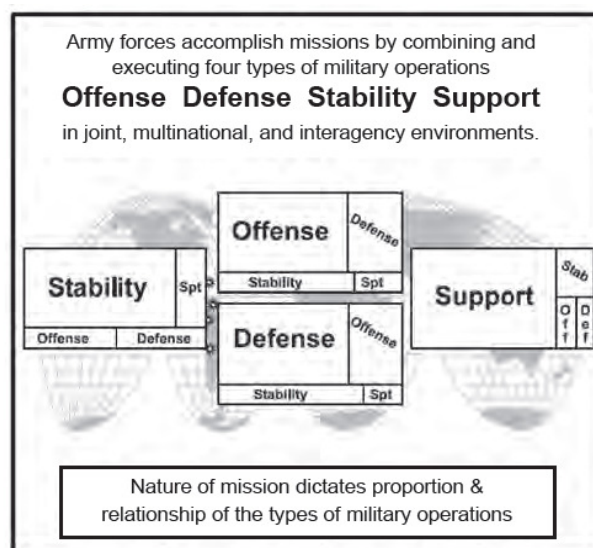 Army forces accomplish missions by combining and
executing four types of military operations
Offense Defense Stability Support
in joint, multinational, and interagency environments.
Offense
Defense
Stability
Spt
Stability
Spt
Offense
Defense
Defense
Offense
Stability
Spt
Support
Stab
Off
Def
Nature of mission dictates proportion &
relationship of the types of military operations